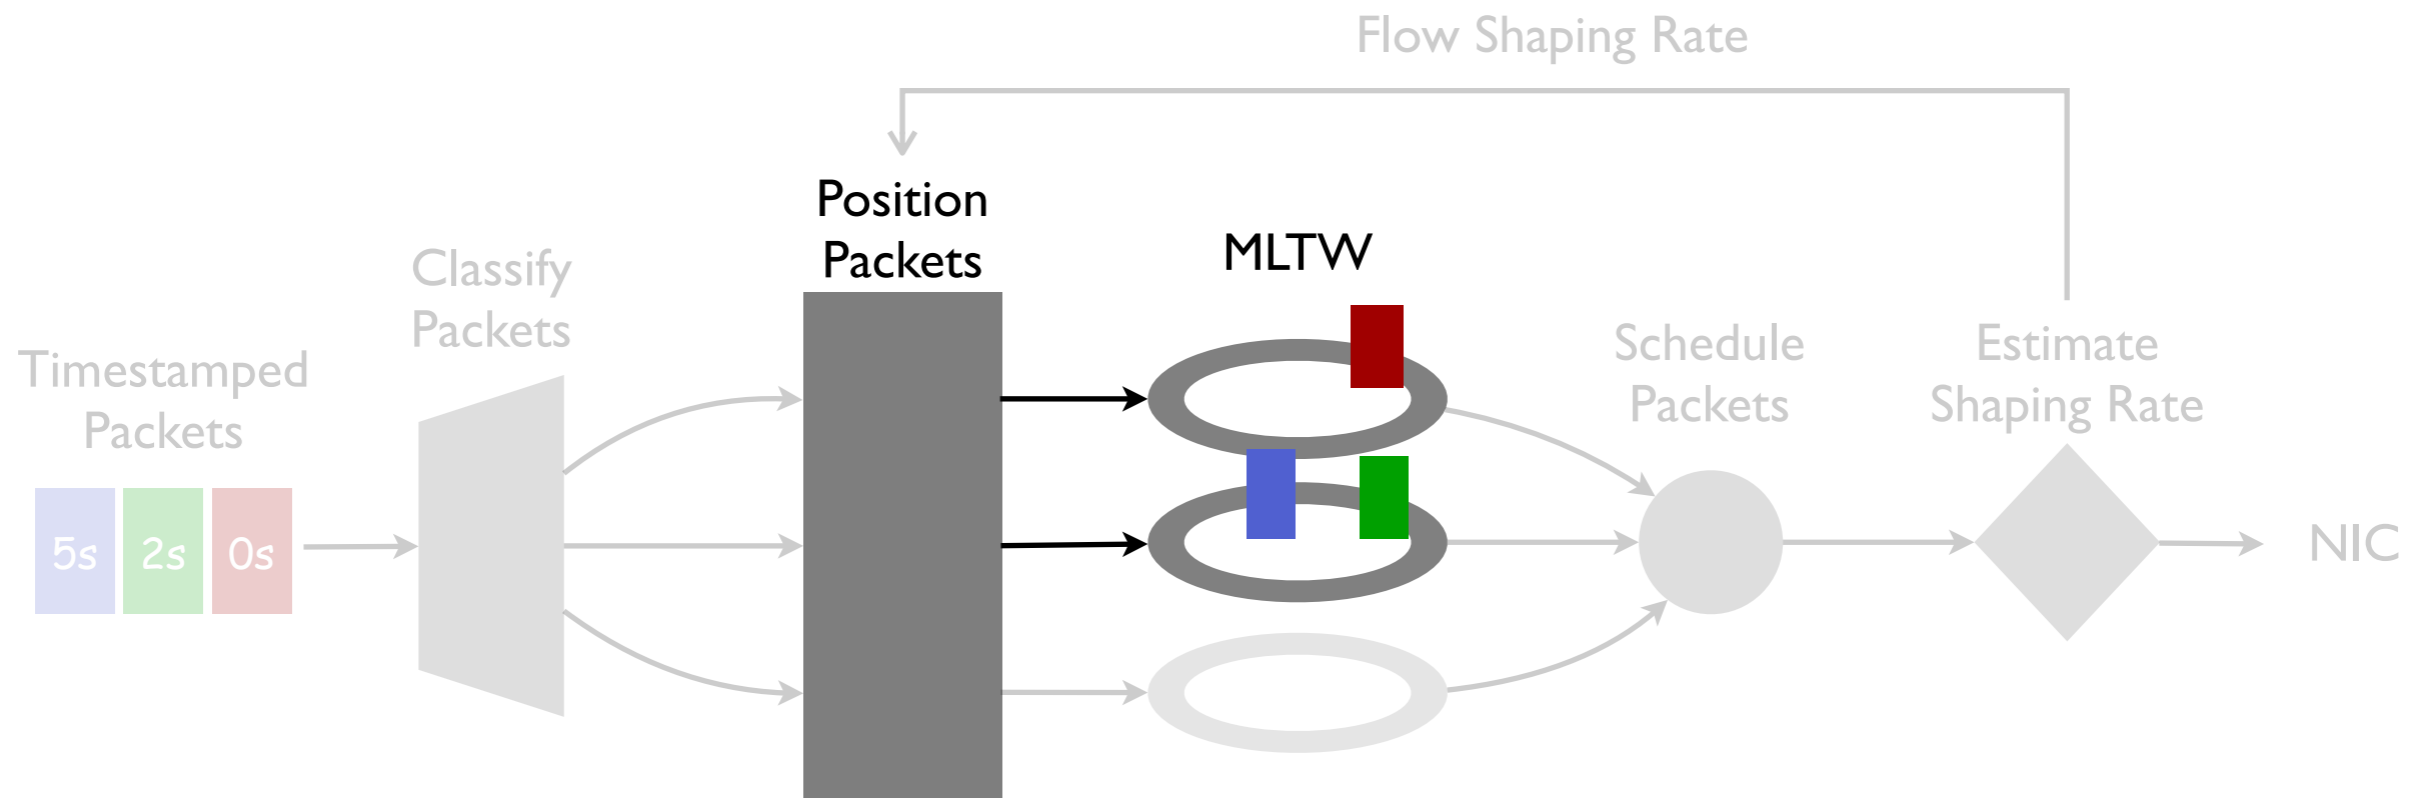 Flow Shaping Rate
Position
Packets
MLTW
Classify
Packets
Timestamped
Packets
Schedule
Packets
Estimate
Shaping Rate
5s 2s 0s
NIC